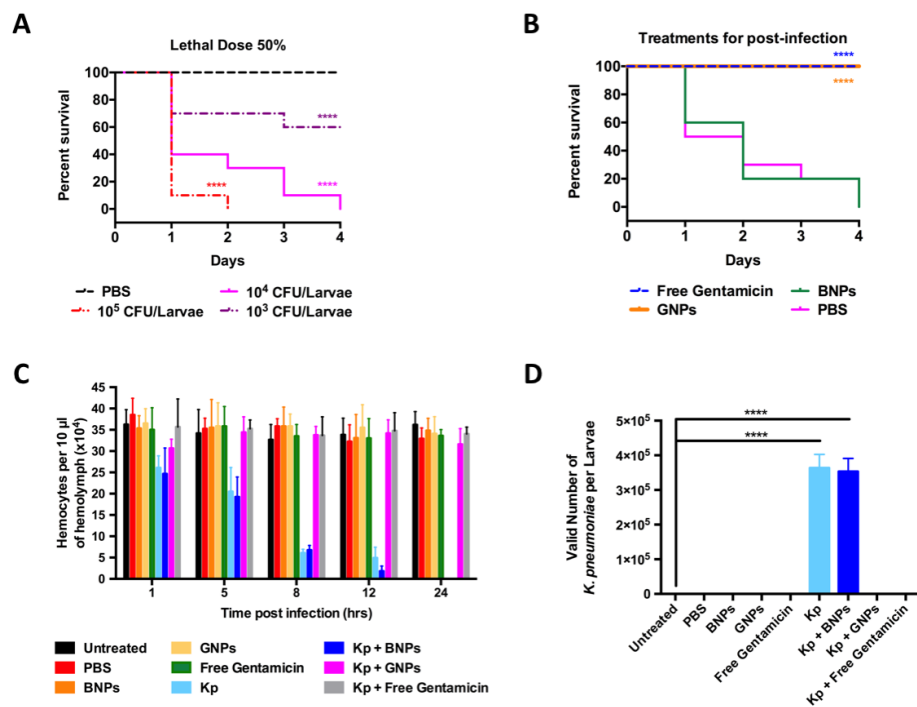 A
Lethal Dose 50%
Percent survival
100
80
60
40
20
0
****
****
****
0 1 2 3 4
Days
PBS
10⁵ CFU/Larvae
10⁴ CFU/Larvae
10³ CFU/Larvae
B
Treatments for post-infection
Percent survival
100
80
60
40
20
0
****
****
0 1 2 3 4
Days
Free Gentamicin
GNPs
BNPs
PBS
C
Hemocytes per 10 µl
of hemolymph (x10⁴)
45
35
40
30
25
20
15
10
5
0
1 5 8 12 24
Time post infection (hrs)
Untreated
PBS
BNPs
GNPs
Free Gentamicin
Kp
Kp + BNPs
Kp + GNPs
Kp + Free Gentamicin
D
Valid Number of
K. pneumoniae per Larvae
5×10⁵
4×10⁵
3×10⁵
2×10⁵
1×10⁵
0
****
****
Untreated
PBS
BNPs
GNPs
Free Gentamicin
Kp
Kp + BNPs
Kp + GNPs
Kp + Free Gentamicin